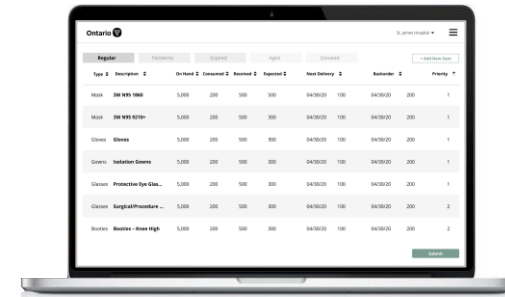 Ontario
St. James Hospital
Regular Pandemic Expired Aged Donated + Add New Item
Type Description On Hand Consumed Received Expected Next Delivery Backorder Priority
Mask 3M N95 1860 5,000 200 500 300 04/30/20 100 04/30/20 200 1
Mask 3M N95 9210+ 5,000 200 500 300 04/30/20 100 04/30/20 200 1
Gloves Gloves 5,000 200 500 300 04/30/20 100 04/30/20 200 1
Gowns Isolation Gowns 5,000 200 500 300 04/30/20 100 04/30/20 200 1
Glasses Protective Eye Glas... 5,000 200 500 300 04/30/20 100 04/30/20 200 1
Glasses Surgical/Procedure ... 5,000 200 500 300 04/30/20 100 04/30/20 200 2
Booties Booties - Knee High 5,000 200 500 300 04/30/20 100 04/30/20 200 2
Submit